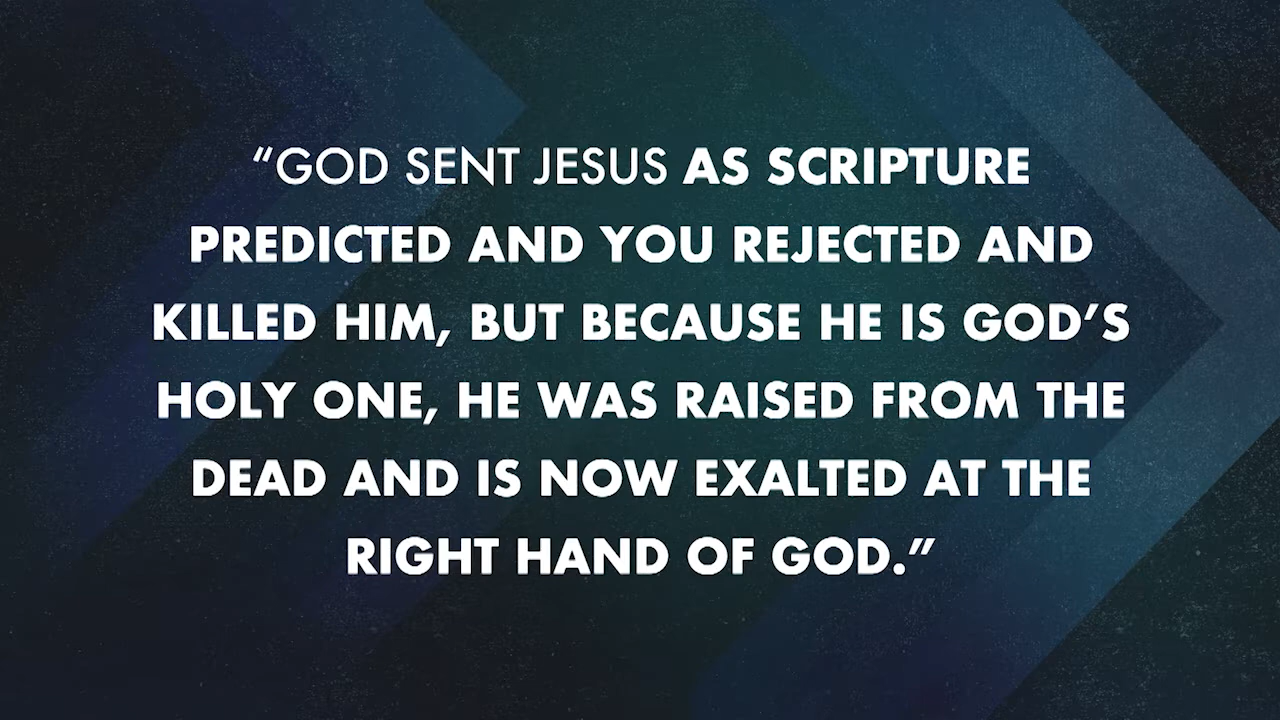 “GOD SENT JESUS AS SCRIPTURE
PREDICTED AND YOU REJECTED AND
KILLED HIM, BUT BECAUSE HE IS GOD’S
HOLY ONE, HE WAS RAISED FROM THE
DEAD AND IS NOW EXALTED AT THE
RIGHT HAND OF GOD.”